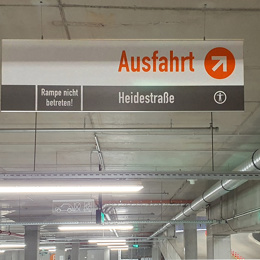 Ausfahrt
Rampe nicht
betreten!
Heidestraße